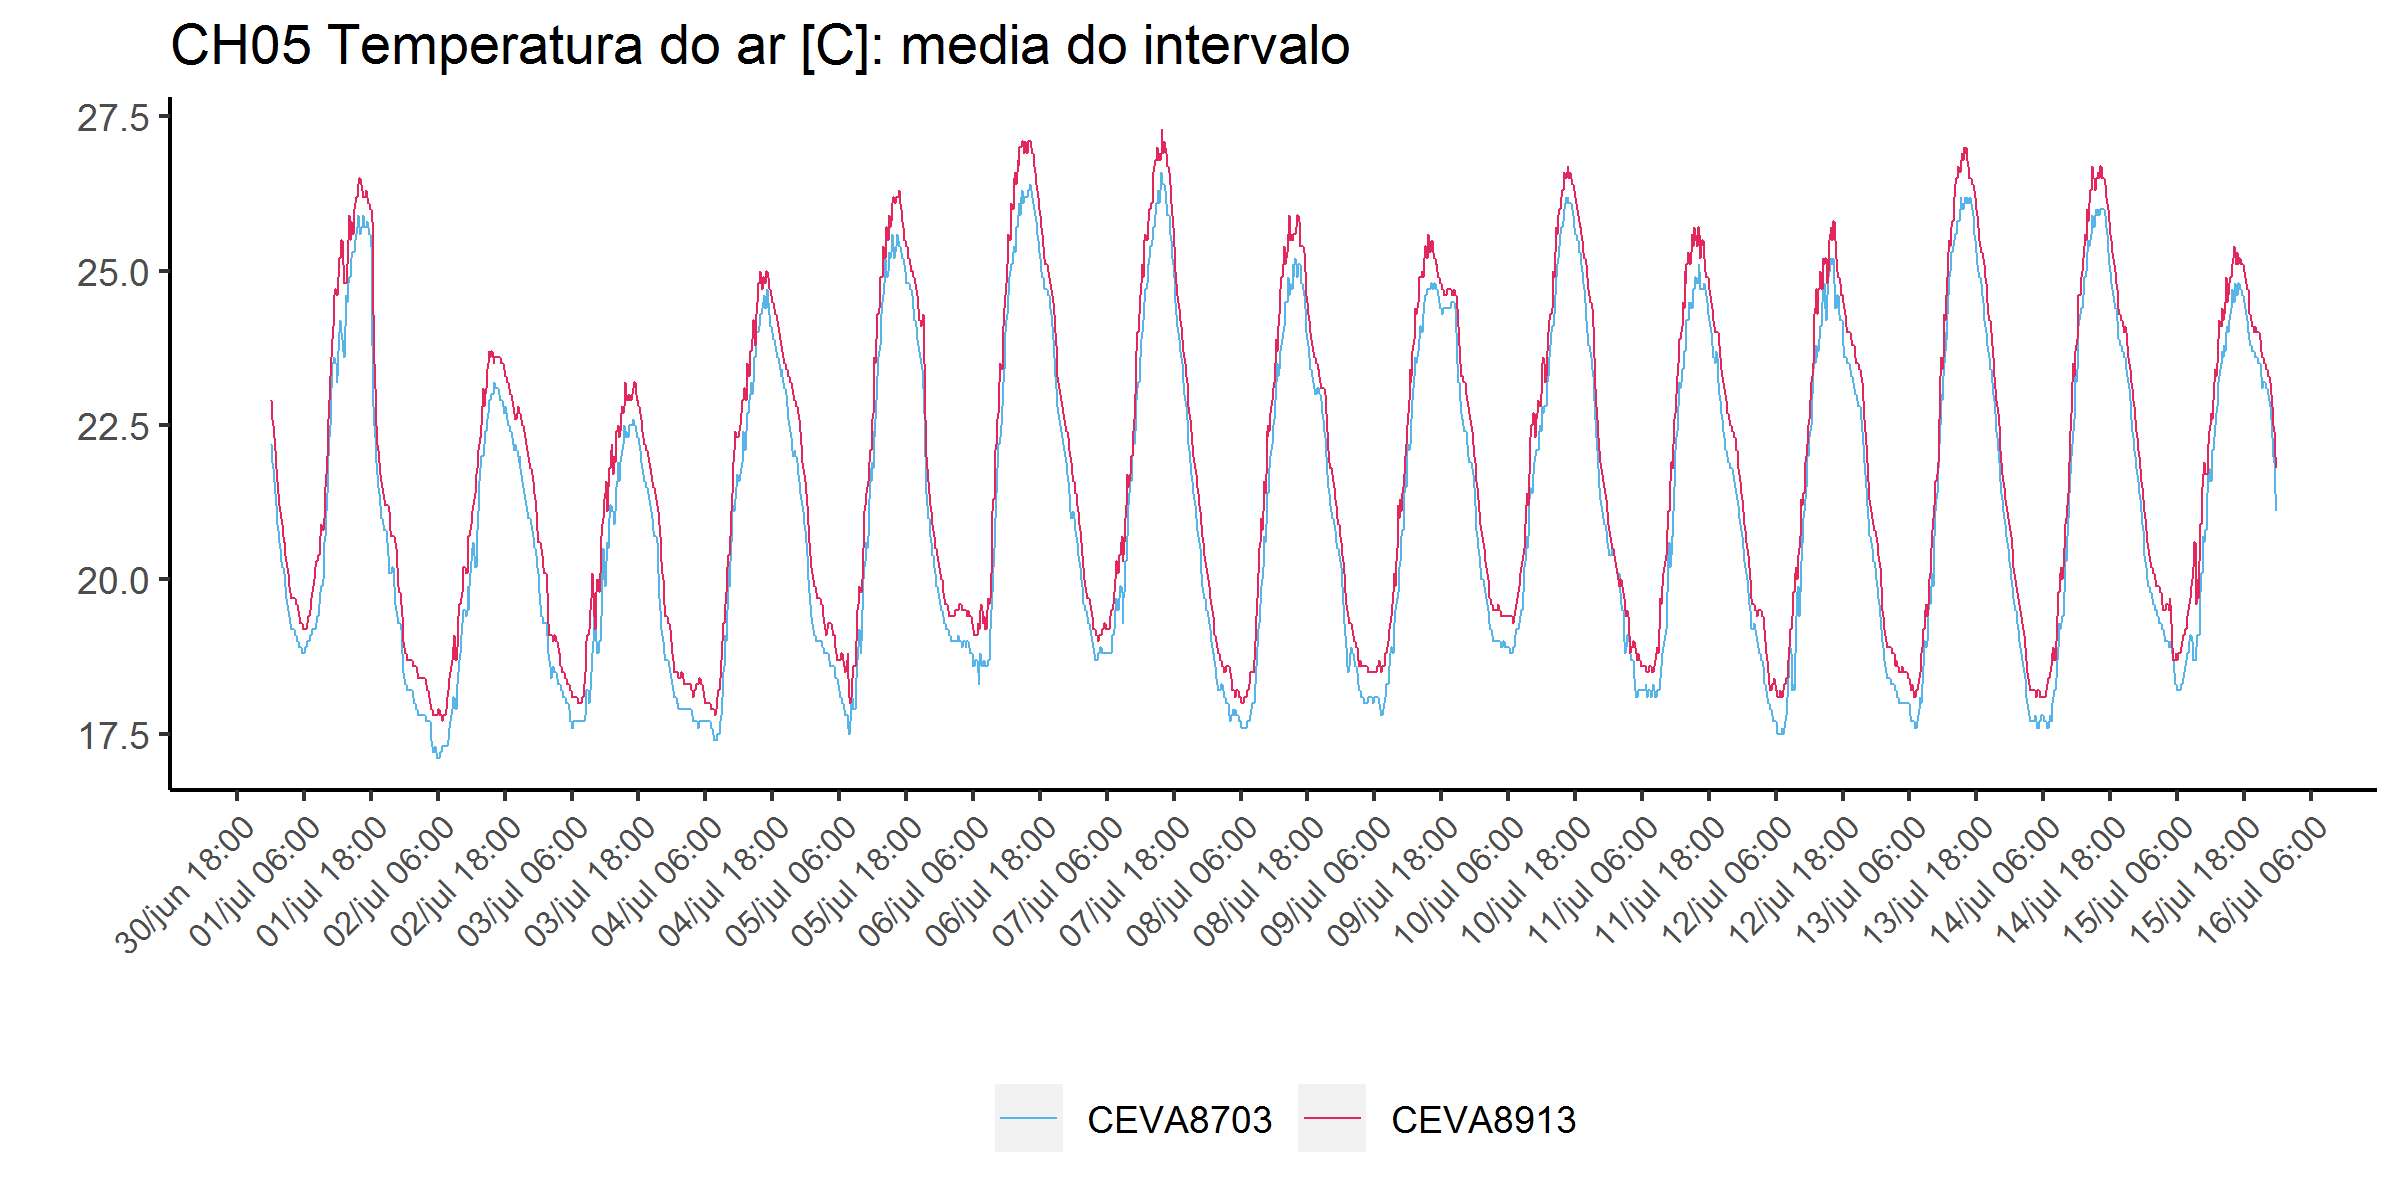 CH05 Temperatura do ar [C]: media do intervalo
27.5
25.0
22.5
20.0
17.5
30/jun 18:00
01/jul 06:00
01/jul 18:00
02/jul 06:00
02/jul 18:00
03/jul 06:00
03/jul 18:00
04/jul 06:00
04/jul 18:00
05/jul 06:00
05/jul 18:00
06/jul 06:00
06/jul 18:00
07/jul 06:00
07/jul 18:00
08/jul 06:00
08/jul 18:00
09/jul 06:00
09/jul 18:00
10/jul 06:00
10/jul 18:00
11/jul 06:00
11/jul 18:00
12/jul 06:00
12/jul 18:00
13/jul 06:00
13/jul 18:00
14/jul 06:00
14/jul 18:00
15/jul 06:00
15/jul 18:00
16/jul 06:00
CEVA8703 CEVA8913